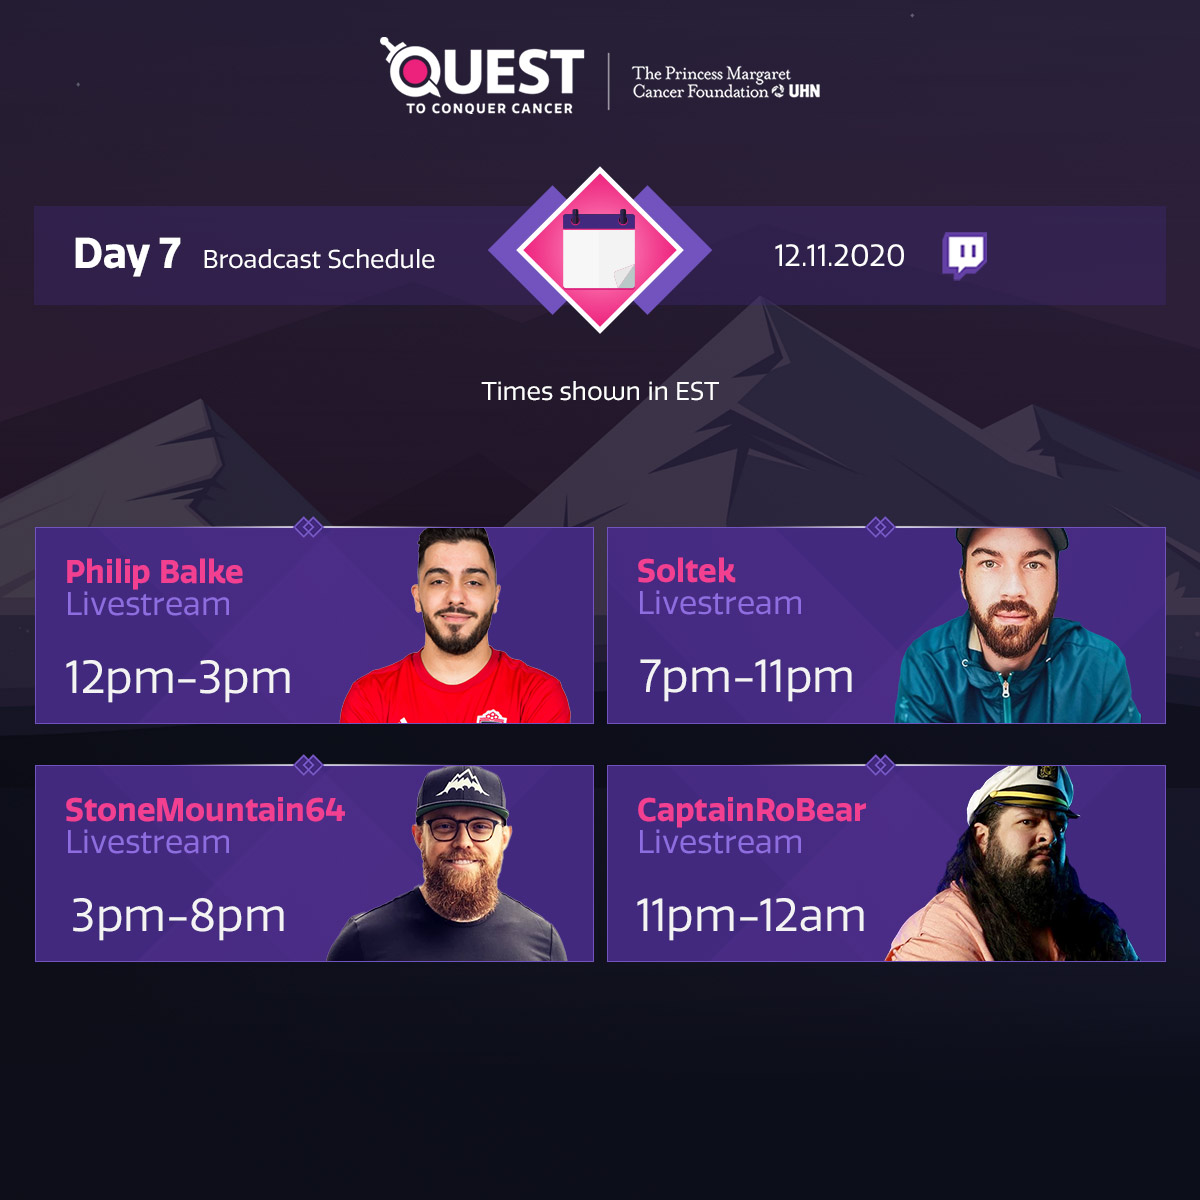 QUEST
TO CONQUER CANCER
The Princess Margaret
Cancer Foundation UHN
Day 7 Broadcast Schedule
12.11.2020
Times shown in EST
Philip Balke
Livestream
12pm-3pm
Soltek
Livestream
7pm-11pm
StoneMountain64
Livestream
3pm-8pm
CaptainRoBear
Livestream
11pm-12am